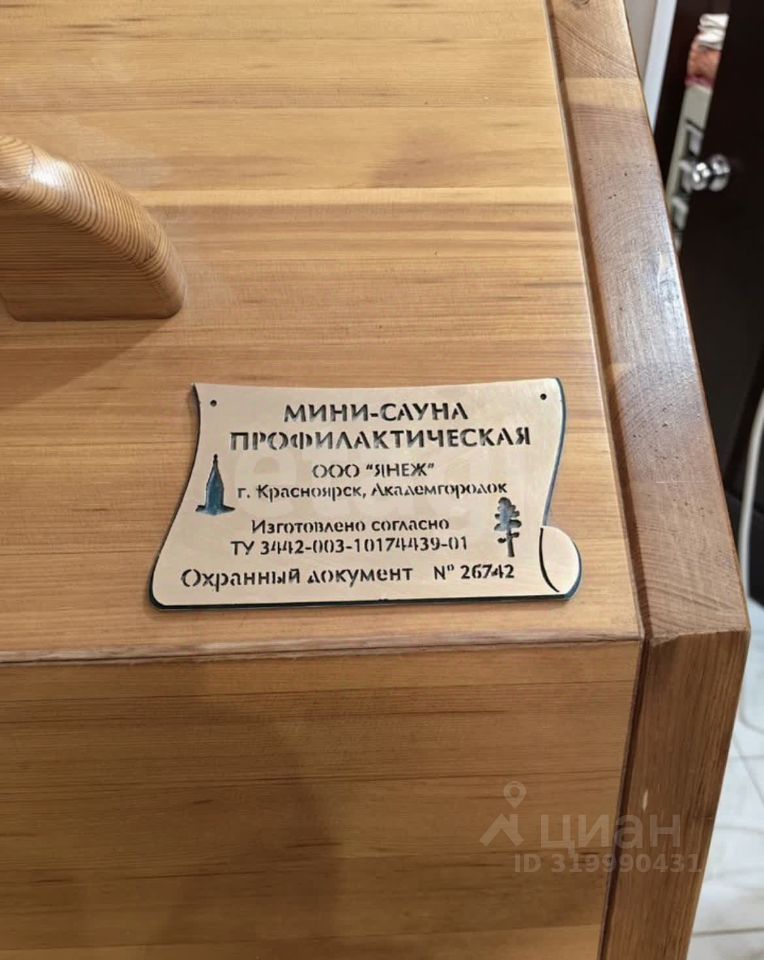 МИНИ-САУНА
ПРОФИЛАКТИЧЕСКАЯ
ООО "ЯНЕЖ"
г. Красноярск, Академгородок
Изготовлено согласно
ТУ 3442-003-10174439-01
Охранный документ № 26742
циан
ID 319990431